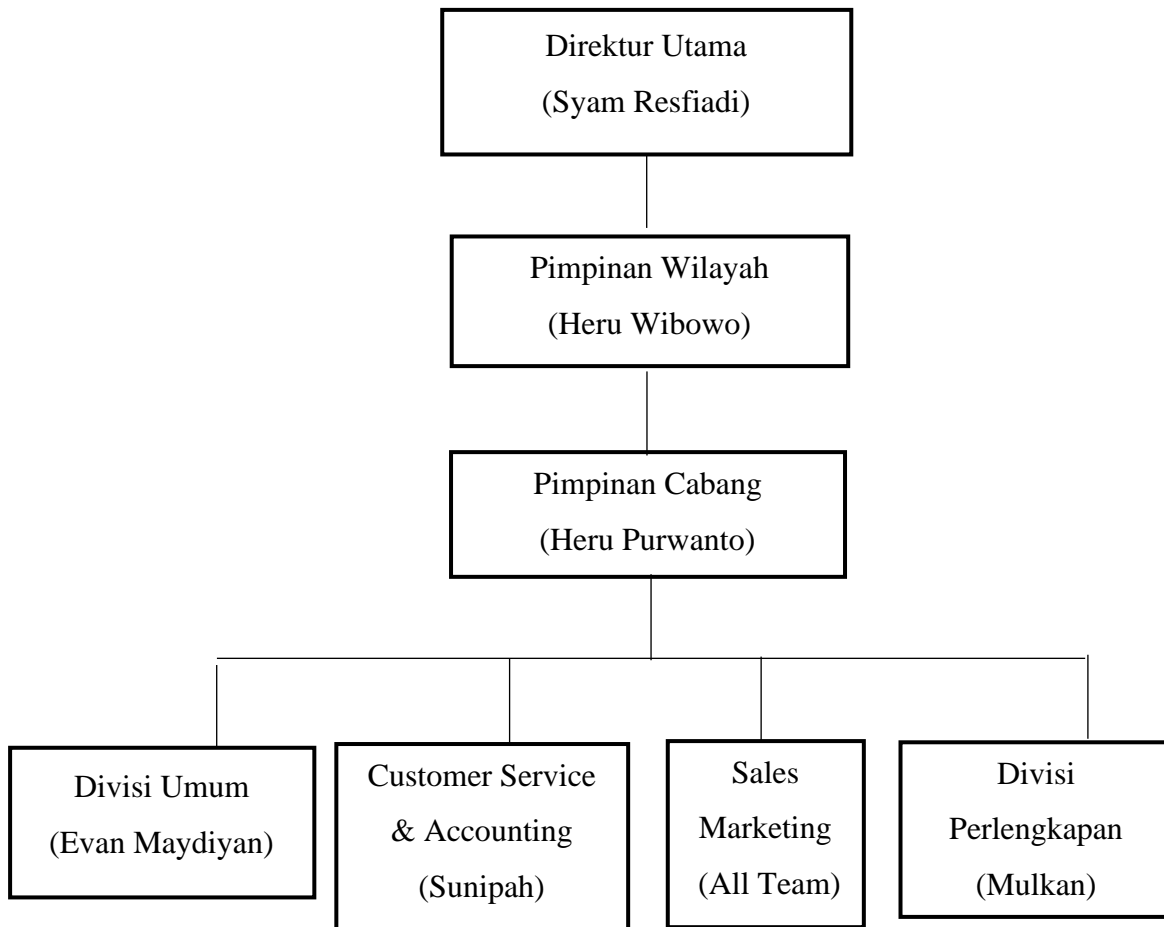 Direktur Utama
(Syam Resfiadi)
Pimpinan Wilayah
(Heru Wibowo)
Pimpinan Cabang
(Heru Purwanto)
Divisi Umum
(Evan Maydiyan)
Customer Service
& Accounting
(Sunipah)
Sales
Marketing
(All Team)
Divisi
Perlengkapan
(Mulkan)